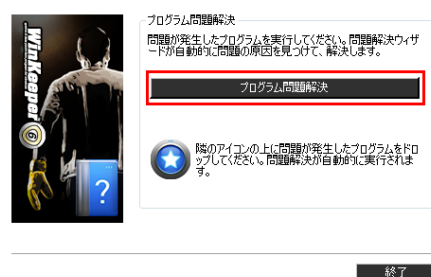 プログラム問題解決
問題が発生したプログラムを実行してください。問題解決ウィザ
ードが自動的に問題の原因を見つけて、解決します。
プログラム問題解決
隣のアイコンの上に問題が発生したプログラムをドロ
ップしてください。問題解決が自動的に実行されま
す。
WinKeeper 6
?
終了